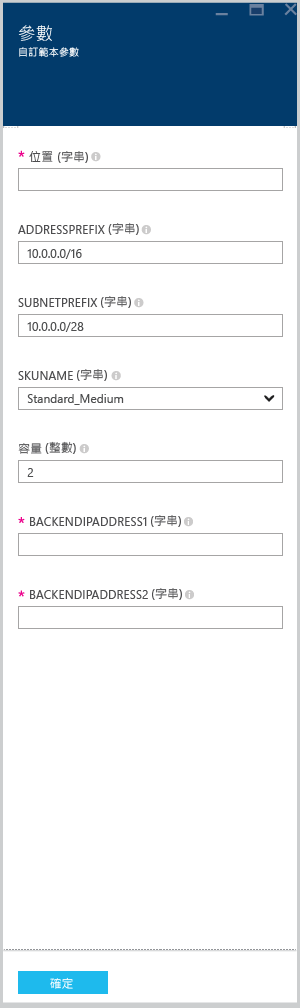 參數
自訂範本參數
* 位置 (字串)
ADDRESSPREFIX (字串)
10.0.0.0/16
SUBNETPREFIX (字串)
10.0.0.0/28
SKUNAME (字串)
Standard_Medium
容量 (整數)
2
* BACKENDIPADDRESS1 (字串)
* BACKENDIPADDRESS2 (字串)
確定